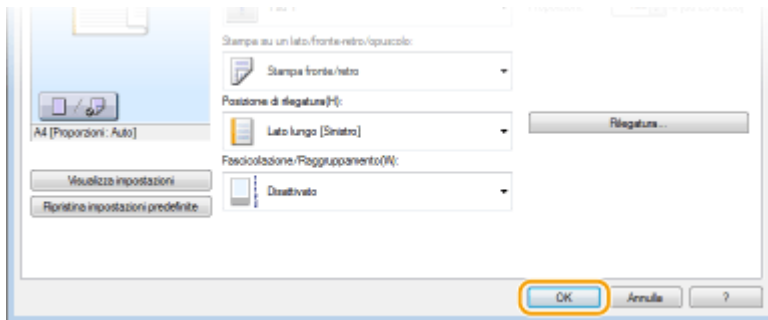 Stampa su un lato/fronte-retro/opuscolo:
Stampa fronte/retro
Posizione di rilegatura(H):
A4 [Proporzioni: Auto]
Lato lungo [Sinistro]
Rilegatura...
Fascicolazione/Raggruppamento(W):
Visualizza impostazioni
Disattivato
Ripristina impostazioni predefinite
OK
Annulla
?